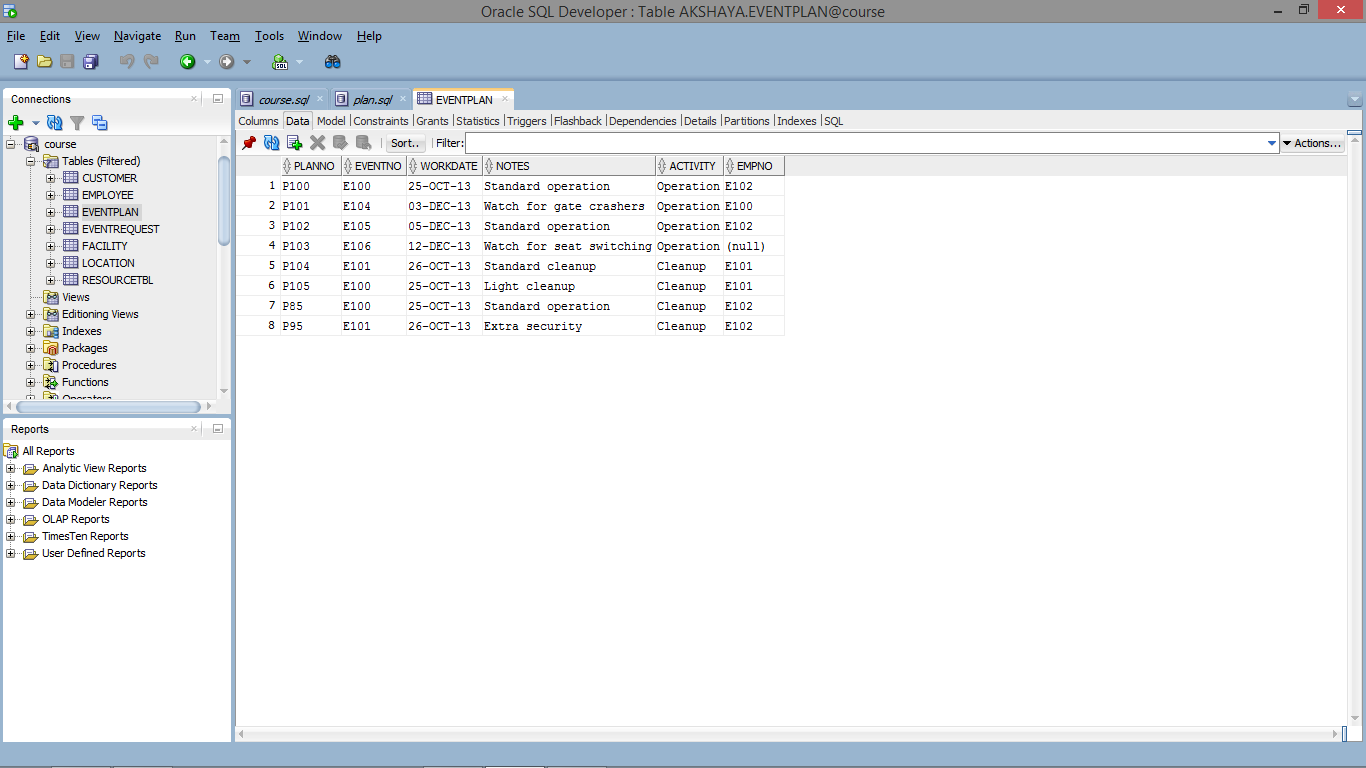 Oracle SQL Developer : Table AKSHAYA.EVENTPLAN@course
File Edit View Navigate Run Team Tools Window Help
SQL
Connections
course
Tables (Filtered)
CUSTOMER
EMPLOYEE
EVENTPLAN
EVENTREQUEST
FACILITY
LOCATION
RESOURCETBL
Views
Editioning Views
Indexes
Packages
Procedures
Functions
Operators
Reports
All Reports
Analytic View Reports
Data Dictionary Reports
Data Modeler Reports
OLAP Reports
TimesTen Reports
User Defined Reports
course.sql plan.sql EVENTPLAN
Columns Data Model Constraints Grants Statistics Triggers Flashback Dependencies Details Partitions Indexes SQL
Sort.. Filter: Actions...
PLANNO EVENTNO WORKDATE NOTES ACTIVITY EMPNO
1 P100 E100 25-OCT-13 Standard operation Operation E102
2 P101 E104 03-DEC-13 Watch for gate crashers Operation E100
3 P102 E105 05-DEC-13 Standard operation Operation E102
4 P103 E106 12-DEC-13 Watch for seat switching Operation (null)
5 P104 E101 26-OCT-13 Standard cleanup Cleanup E101
6 P105 E100 25-OCT-13 Light cleanup Cleanup E101
7 P85 E100 25-OCT-13 Standard operation Cleanup E102
8 P95 E101 26-OCT-13 Extra security Cleanup E102